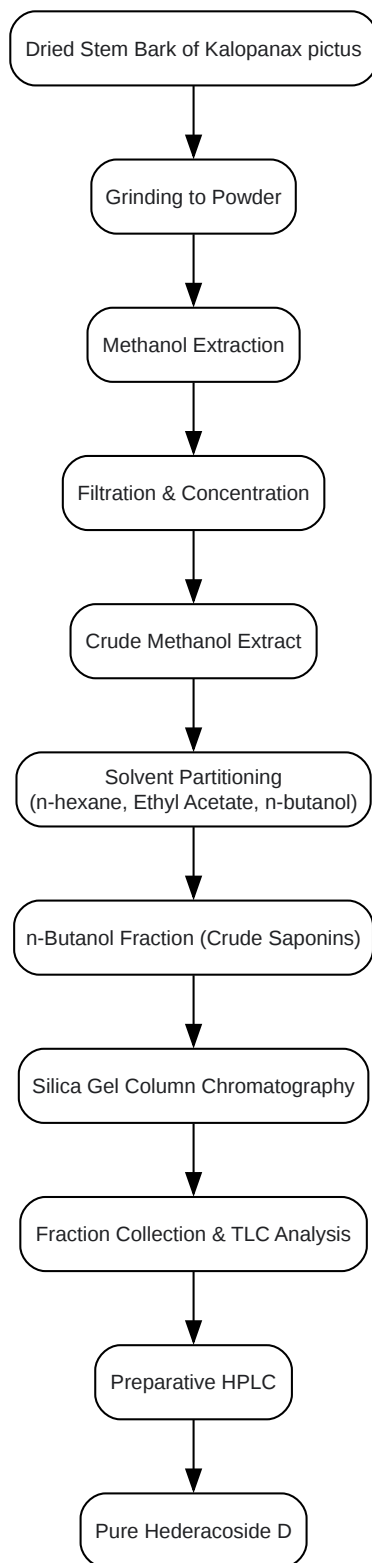 Dried Stem Bark of Kalopanax pictus
Grinding to Powder
Methanol Extraction
Filtration & Concentration
Crude Methanol Extract
Solvent Partitioning
(n-hexane, Ethyl Acetate, n-butanol)
n-Butanol Fraction (Crude Saponins)
Silica Gel Column Chromatography
Fraction Collection & TLC Analysis
Preparative HPLC
Pure Hederacoside D